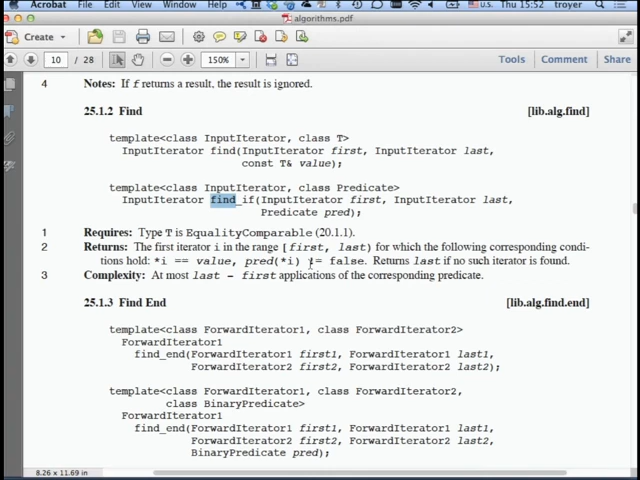 Acrobat File Edit View Window Help U.S. Thu 15:52 troyer
algorithms.pdf
Create
10 / 28 150% Tools Comment Share
4 Notes: If f returns a result, the result is ignored.
25.1.2 Find [lib.alg.find]
template<class InputIterator, class T>
InputIterator find(InputIterator first, InputIterator last,
const T& value);
template<class InputIterator, class Predicate>
InputIterator find_if(InputIterator first, InputIterator last,
Predicate pred);
1 Requires: Type T is EqualityComparable (20.1.1).
2 Returns: The first iterator i in the range [first, last) for which the following corresponding condi-
tions hold: *i == value, pred(*i) != false. Returns last if no such iterator is found.
3 Complexity: At most last - first applications of the corresponding predicate.
25.1.3 Find End [lib.alg.find.end]
template<class ForwardIterator1, class ForwardIterator2>
ForwardIterator1
find_end(ForwardIterator1 first1, ForwardIterator1 last1,
ForwardIterator2 first2, ForwardIterator2 last2);
template<class ForwardIterator1, class ForwardIterator2,
class BinaryPredicate>
ForwardIterator1
find_end(ForwardIterator1 first1, ForwardIterator1 last1,
ForwardIterator2 first2, ForwardIterator2 last2,
BinaryPredicate pred);
8.26 x 11.69 in